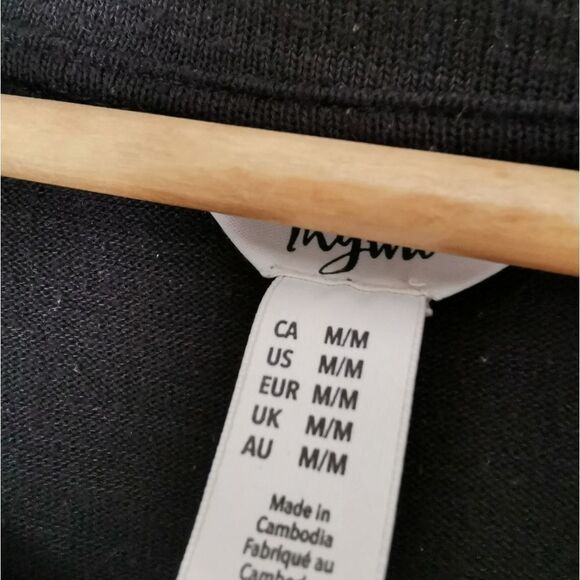 CA M/M
US M/M
EUR M/M
UK M/M
AU M/M
Made in
Cambodia
Fabriqué au